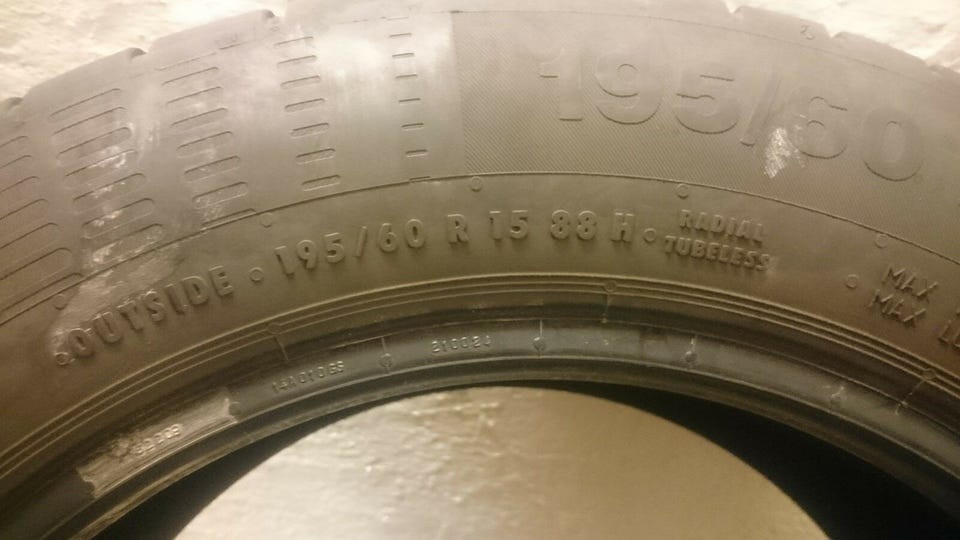 195/60
OUTSIDE 195/60 R 15 88 H RADIAL
TUBELESS
MAX
MAX